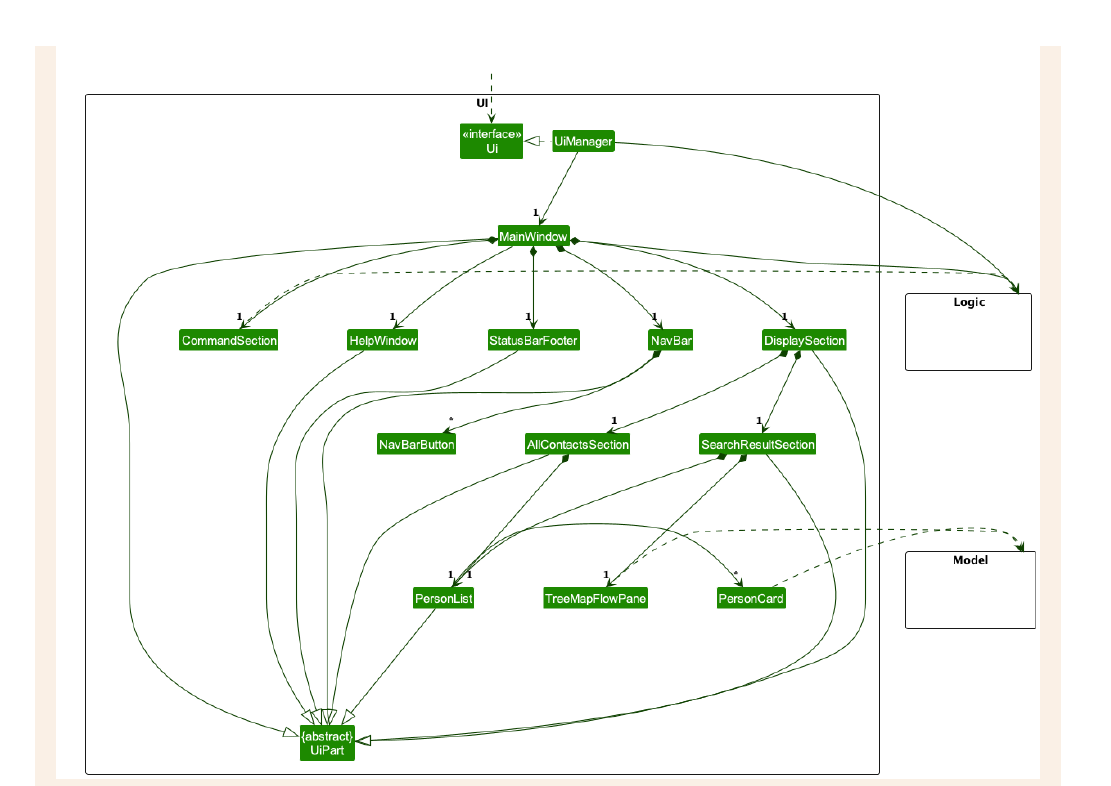 UI
«interface»
Ui
UiManager
1
MainWindow
Logic
1
1
1
1
1
CommandSection
HelpWindow
StatusBarFooter
NavBar
DisplaySection
*
1
1
NavBarButton
AllContactsSection
SearchResultSection
Model
1
1
1
*
PersonList
TreeMapFlowPane
PersonCard
{abstract}
UiPart